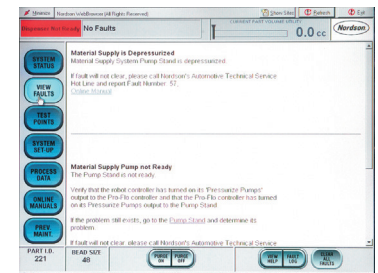 Nordson WebBrowser (All Rights Reserved)
Show Sites Refresh Exit
Dispenser Not Ready No Faults
CURRENT PART VOLUME UTILITY
0.0 cc
Nordson
SYSTEM STATUS
VIEW FAULTS
TEST POINTS
SYSTEM SET-UP
PROCESS DATA
ONLINE MANUALS
PREV. MAINT.
Material Supply is Depressurized
Material Supply System Pump Stand is depressurized.
If fault will not clear, please call Nordson's Automotive Technical Service
Hot Line and report Fault Number 57.
Online Manual
Material Supply Pump not Ready
The Pump Stand is not ready.
Verify that the robot controller has turned on its 'Pressurize Pumps'
output to the Pro-Flo controller and that the Pro-Flo controller has turned
on its Pressurize Pumps output to the Pump Stand.
If the problem still exists, go to the Pump Stand and determine its
problem.
If fault will not clear, please call Nordson's Automotive Technical Service
PART I.D.
221
BEAD SIZE
48
PURGE ON
PURGE OFF
VIEW HELP
FAULT LOG
CLEAR ALL FAULTS